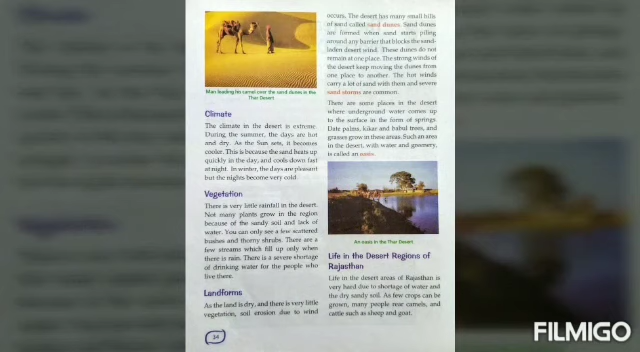 Man leading his camel over the sand dunes in the
Thar Desert
Climate
The climate in the desert is extreme.
During the summer, the days are hot
and dry. As the Sun sets, it becomes
cooler. This is because the sand heats up
quickly in the day, and cools down fast
at night. In winter, the days are pleasant
but the nights become very cold.
Vegetation
There is very little rainfall in the desert.
Not many plants grow in the region
because of the sandy soil and lack of
water. You can only see a few scattered
bushes and thorny shrubs. There are a
few streams which fill up only when
there is rain. There is a severe shortage
of drinking water for the people who
live there.
Landforms
As the land is dry, and there is very little
vegetation, soil erosion due to wind
34
occurs. The desert has many small hills
of sand called sand dunes. Sand dunes
are formed when sand starts piling
around any barrier that blocks the sand-
laden desert wind. These dunes do not
remain at one place. The strong winds of
the desert keep moving the dunes from
one place to another. The hot winds
carry a lot of sand with them and severe
sand storms are common.
There are some places in the desert
where underground water comes up
to the surface in the form of springs.
Date palms, kikar and babul trees, and
grasses grow in these areas. Such an area
in the desert, with water and greenery,
is called an oasis.
An oasis in the Thar Desert
Life in the Desert Regions of
Rajasthan
Life in the desert areas of Rajasthan is
very hard due to shortage of water and
the dry sandy soil. As few crops can be
grown, many people rear camels, and
cattle such as sheep and goat.
FILMIGO